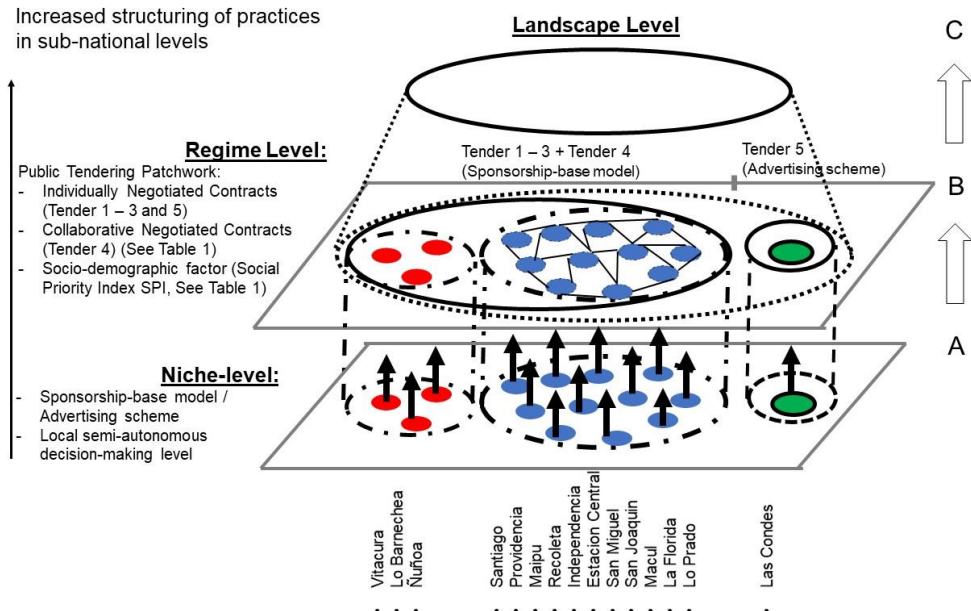 Increased structuring of practices
in sub-national levels
Landscape Level
C
Regime Level:
Public Tendering Patchwork:
- Individually Negotiated Contracts
(Tender 1 – 3 and 5)
- Collaborative Negotiated Contracts
(Tender 4) (See Table 1)
- Socio-demographic factor (Social
Priority Index SPI, See Table 1)
Tender 1 – 3 + Tender 4
(Sponsorship-base model)
Tender 5
(Advertising scheme)
B
A
Niche-level:
- Sponsorship-base model /
Advertising scheme
- Local semi-autonomous
decision-making level
Vitacura
Lo Barnechea
Ñuñoa
Santiago
Providencia
Maipu
Recoleta
Independencia
Estacion Central
San Miguel
San Joaquin
Macul
La Florida
Lo Prado
Las Condes